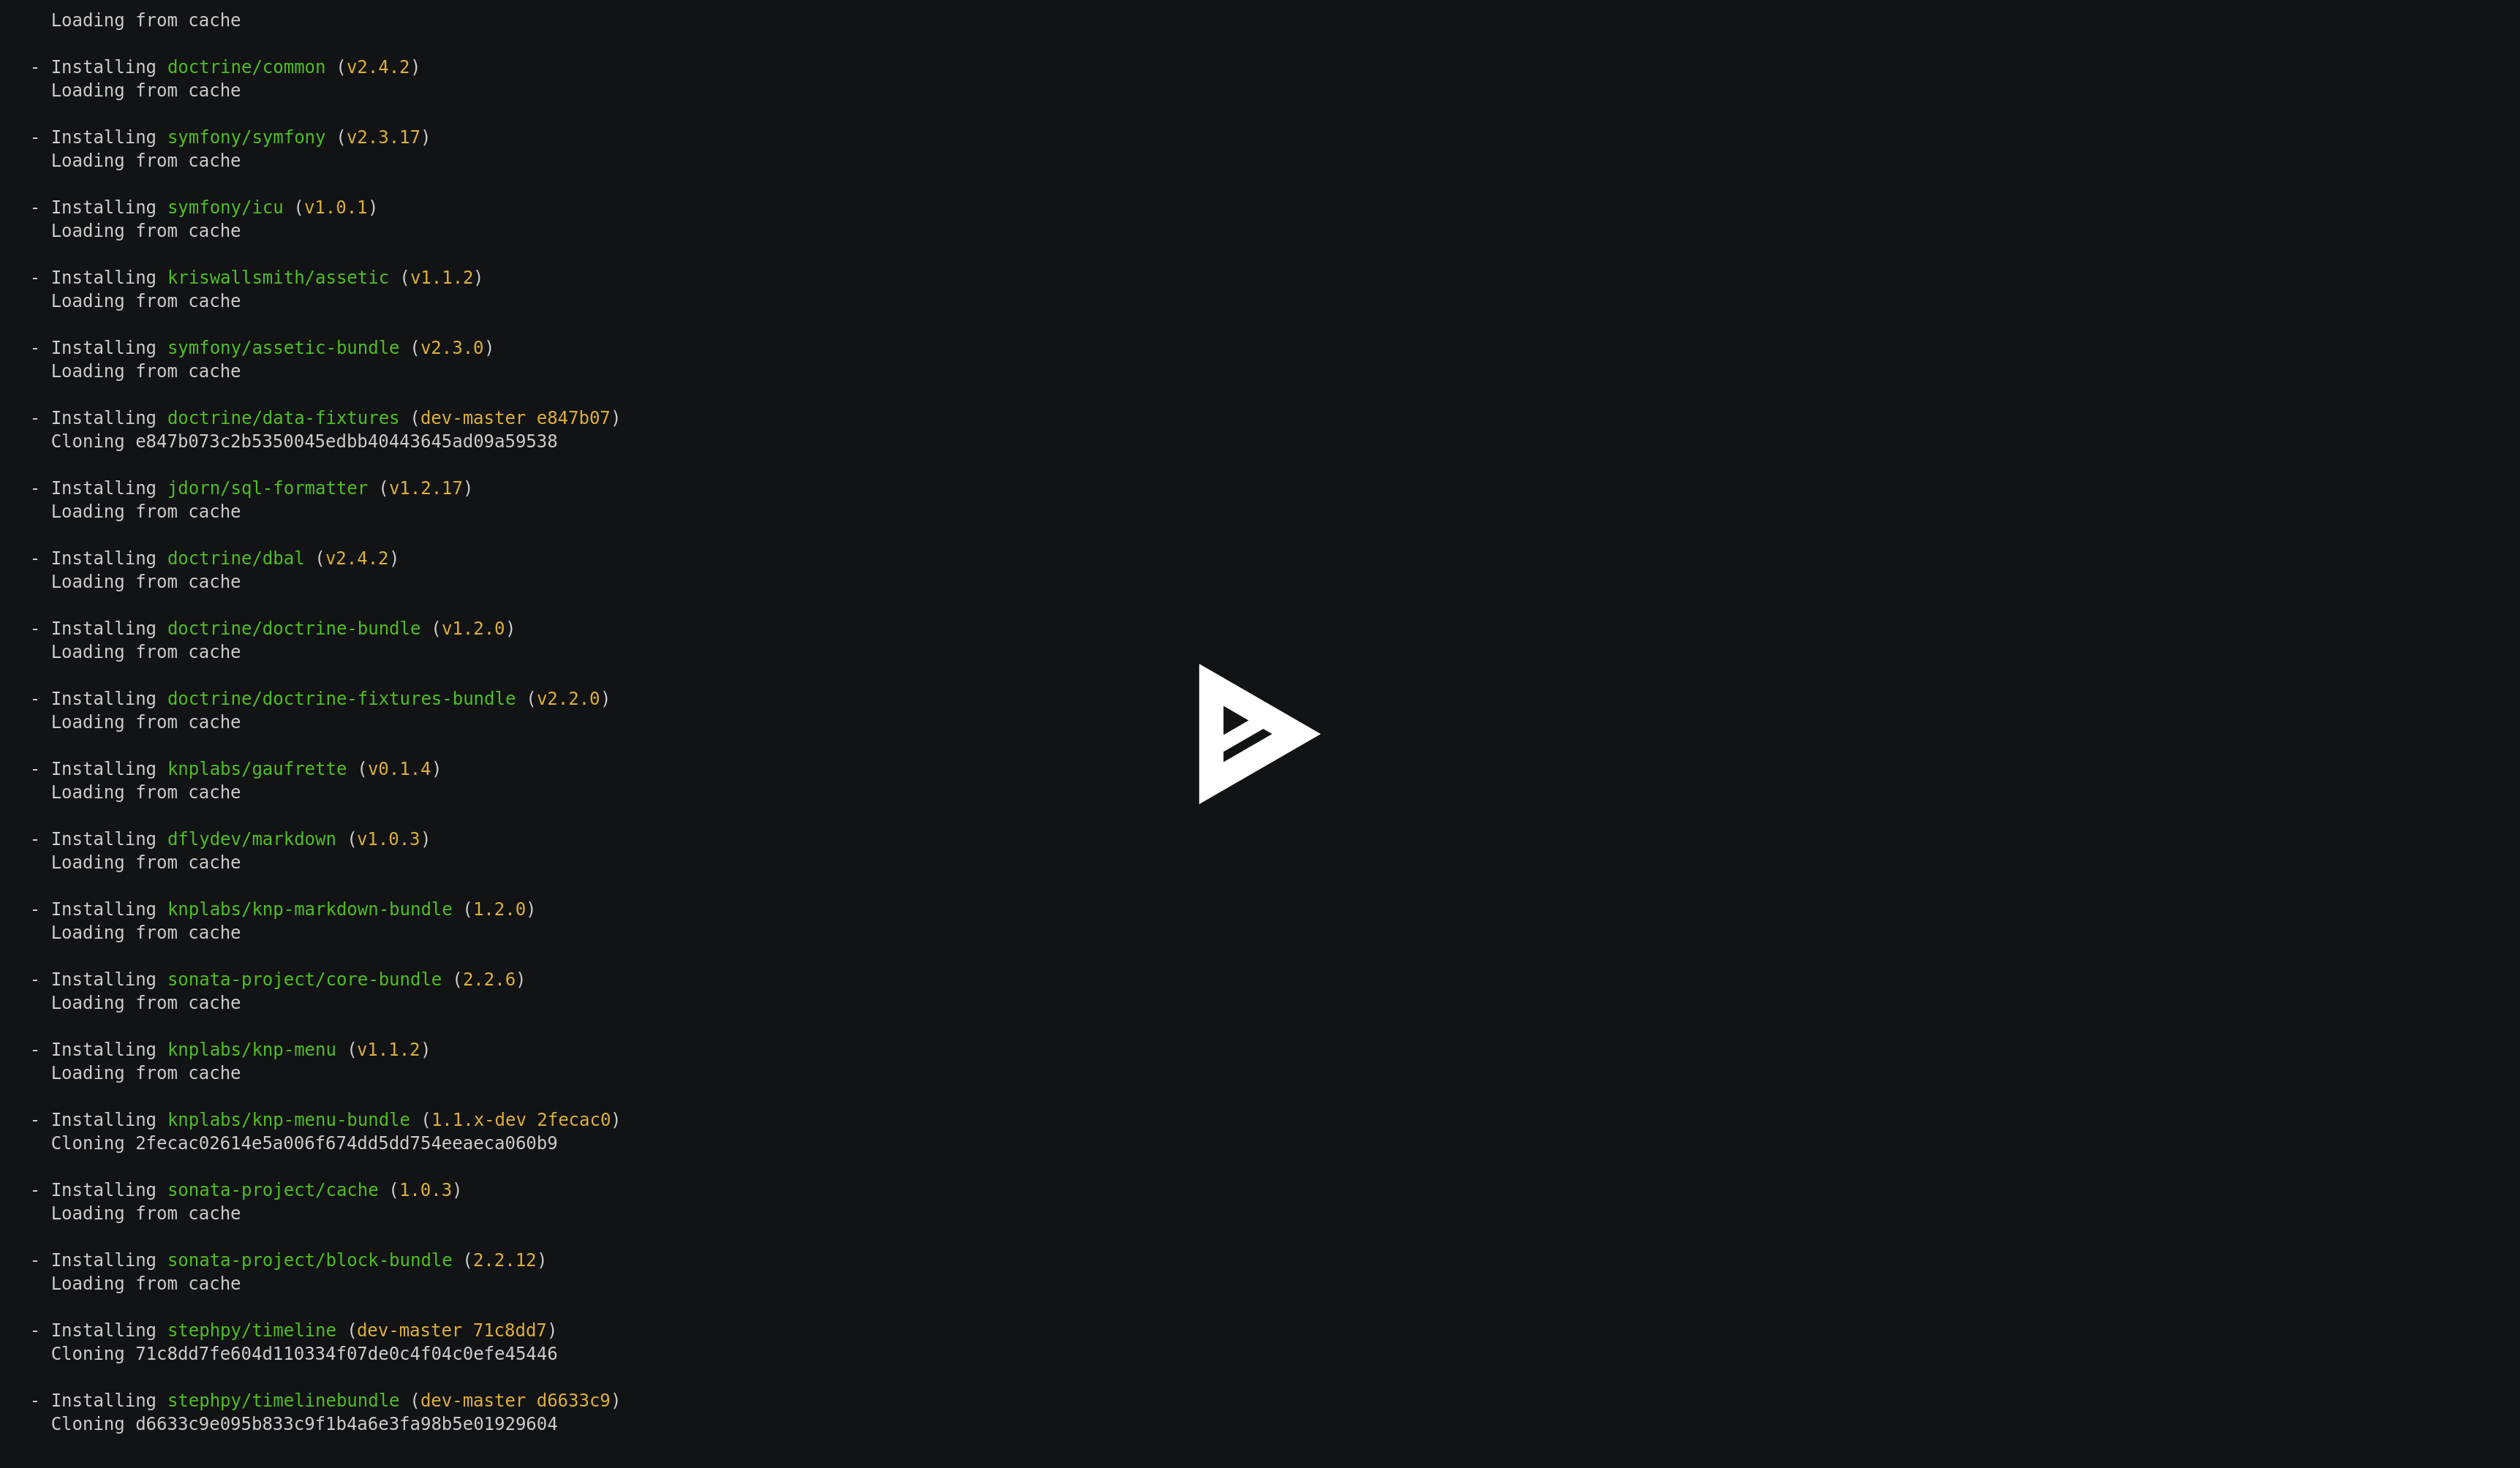 Loading from cache
- Installing doctrine/common (v2.4.2)
Loading from cache
- Installing symfony/symfony (v2.3.17)
Loading from cache
- Installing symfony/icu (v1.0.1)
Loading from cache
- Installing kriswallsmith/assetic (v1.1.2)
Loading from cache
- Installing symfony/assetic-bundle (v2.3.0)
Loading from cache
- Installing doctrine/data-fixtures (dev-master e847b07)
Cloning e847b073c2b5350045edbb40443645ad09a59538
- Installing jdorn/sql-formatter (v1.2.17)
Loading from cache
- Installing doctrine/dbal (v2.4.2)
Loading from cache
- Installing doctrine/doctrine-bundle (v1.2.0)
Loading from cache
- Installing doctrine/doctrine-fixtures-bundle (v2.2.0)
Loading from cache
- Installing knplabs/gaufrette (v0.1.4)
Loading from cache
- Installing dflydev/markdown (v1.0.3)
Loading from cache
- Installing knplabs/knp-markdown-bundle (1.2.0)
Loading from cache
- Installing sonata-project/core-bundle (2.2.6)
Loading from cache
- Installing knplabs/knp-menu (v1.1.2)
Loading from cache
- Installing knplabs/knp-menu-bundle (1.1.x-dev 2fecac0)
Cloning 2fecac02614e5a006f674dd5dd754eeaeca060b9
- Installing sonata-project/cache (1.0.3)
Loading from cache
- Installing sonata-project/block-bundle (2.2.12)
Loading from cache
- Installing stephpy/timeline (dev-master 71c8dd7)
Cloning 71c8dd7fe604d110334f07de0c4f04c0efe45446
- Installing stephpy/timelinebundle (dev-master d6633c9)
Cloning d6633c9e095b833c9f1b4a6e3fa98b5e01929604